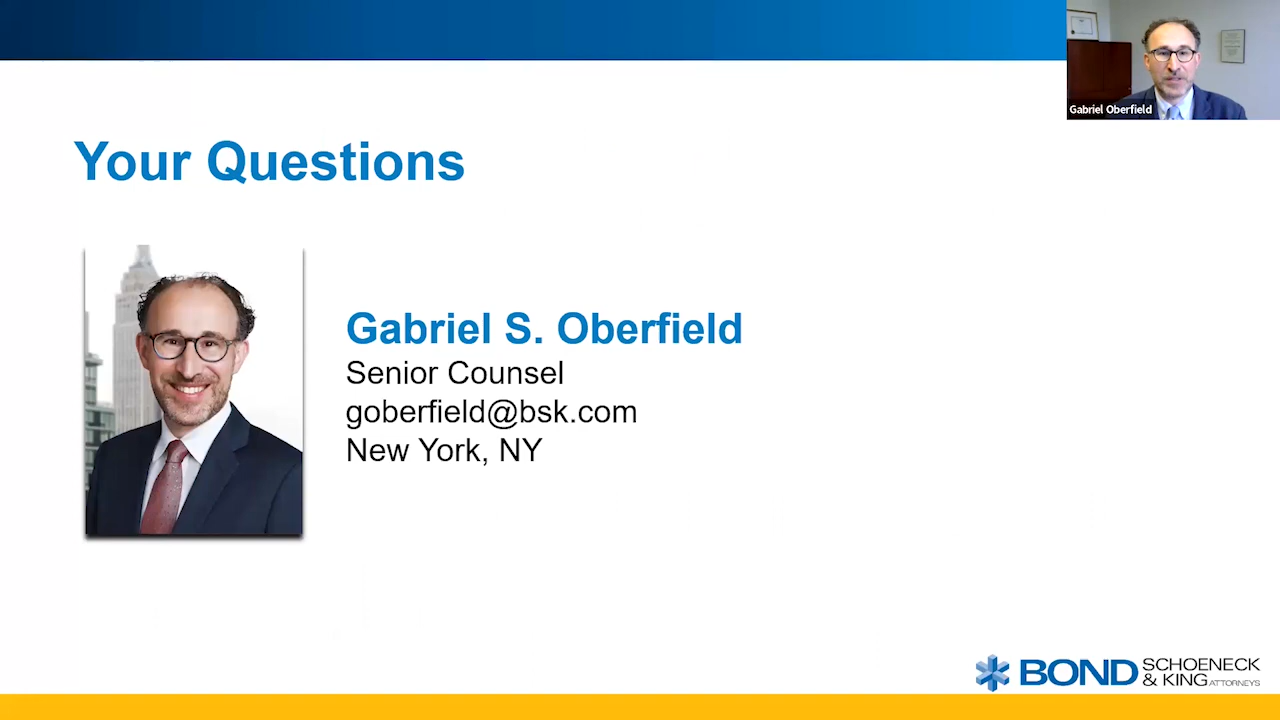 Gabriel Oberfield
Your Questions
Gabriel S. Oberfield
Senior Counsel
goberfield@bsk.com
New York, NY
BOND SCHOENECK
& KING ATTORNEYS